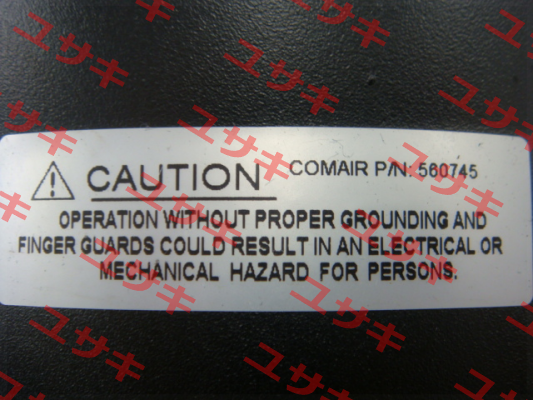 CAUTION COMAIR P/N: 560745
OPERATION WITHOUT PROPER GROUNDING AND
FINGER GUARDS COULD RESULT IN AN ELECTRICAL OR
MECHANICAL HAZARD FOR PERSONS.
ユサキ